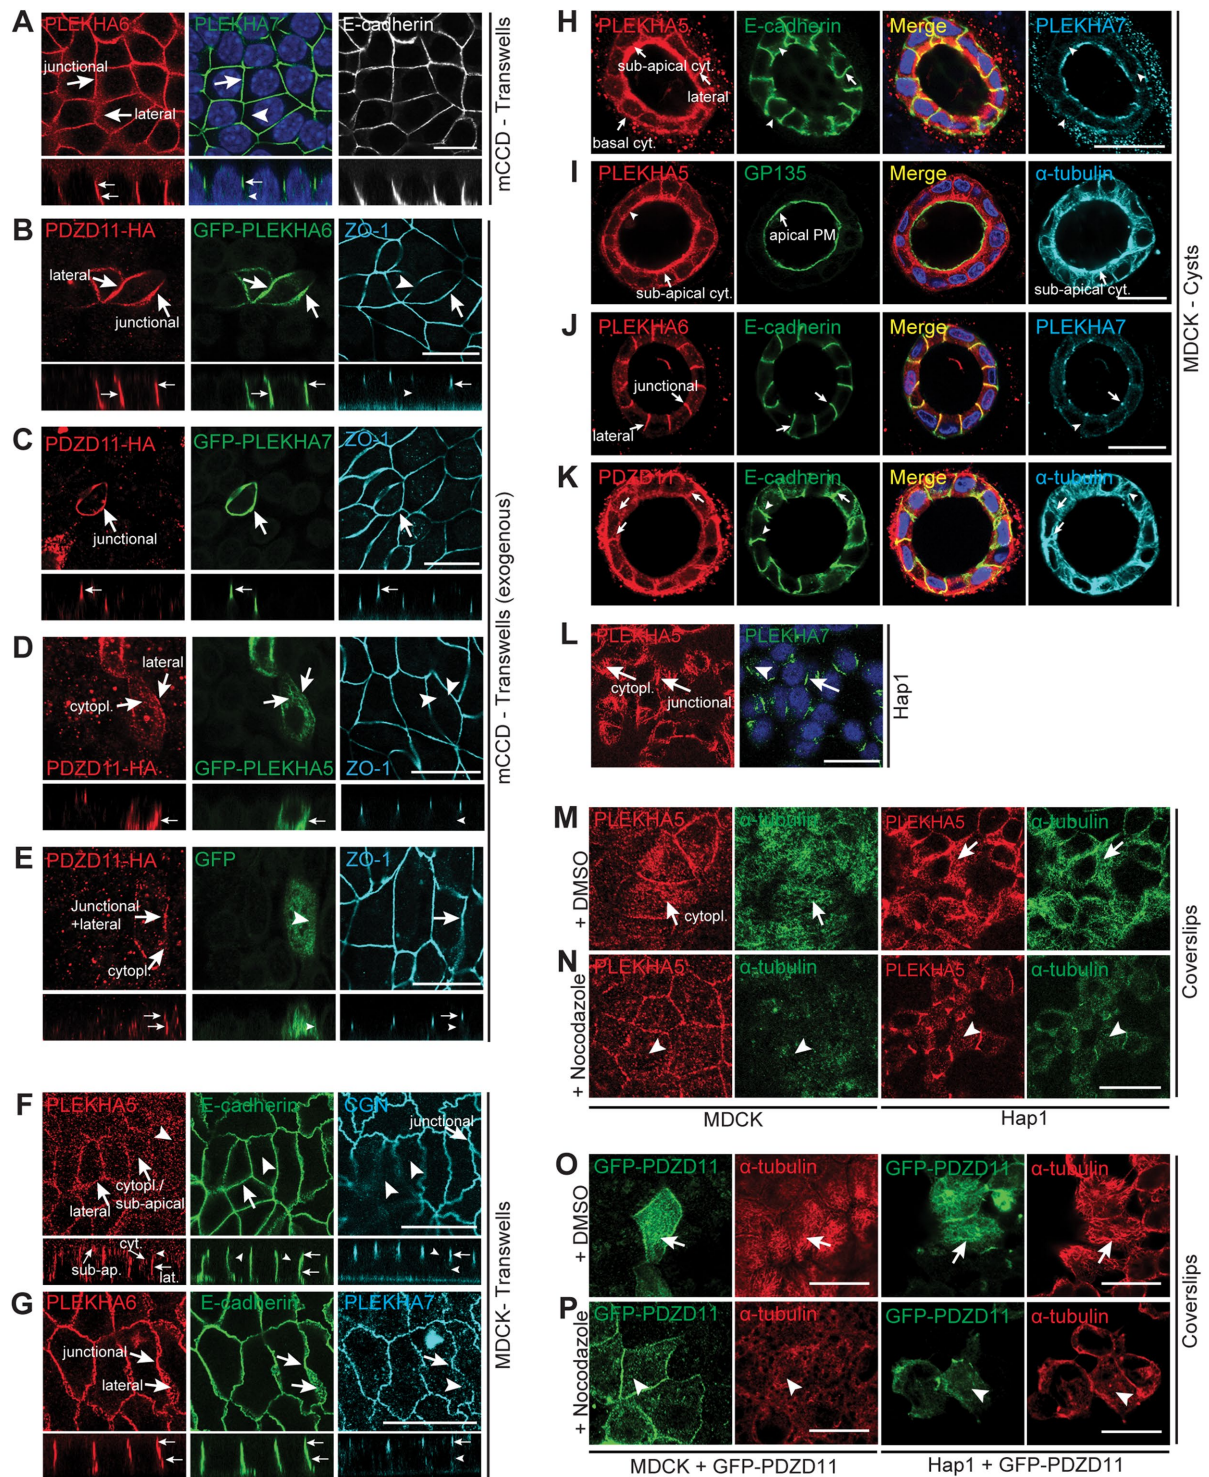 A
PLEKHA6
PLEKHA7
E-cadherin
junctional
lateral
mCCD - Transwells
B
PDZD11-HA
GFP-PLEKHA6
ZO-1
lateral
junctional
C
PDZD11-HA
GFP-PLEKHA7
ZO-1
junctional
D
lateral
cytopl.
PDZD11-HA
GFP-PLEKHA5
ZO-1
E
PDZD11-HA
GFP
ZO-1
Junctional
+lateral
cytopl.
mCCD - Transwells (exogenous)
F
PLEKHA5
E-cadherin
CGN
junctional
cytopl./
sub-apical
lateral
cyt.
sub-ap.
lat.
G
PLEKHA6
E-cadherin
PLEKHA7
junctional
lateral
MDCK- Transwells
H
PLEKHA5
E-cadherin
Merge
PLEKHA7
sub-apical cyt.
lateral
basal cyt.
I
PLEKHA5
GP135
Merge
α-tubulin
apical PM
sub-apical cyt.
sub-apical cyt.
J
PLEKHA6
E-cadherin
Merge
PLEKHA7
junctional
lateral
K
PDZD11
E-cadherin
Merge
α-tubulin
MDCK - Cysts
L
PLEKHA5
PLEKHA7
cytopl.
junctional
Hap1
M
+ DMSO
PLEKHA5
α-tubulin
PLEKHA5
α-tubulin
cytopl.
N
+ Nocodazole
PLEKHA5
α-tubulin
PLEKHA5
α-tubulin
MDCK
Hap1
Coverslips
O
+ DMSO
GFP-PDZD11
α-tubulin
GFP-PDZD11
α-tubulin
P
+ Nocodazole
GFP-PDZD11
α-tubulin
GFP-PDZD11
α-tubulin
MDCK + GFP-PDZD11
Hap1 + GFP-PDZD11
Coverslips